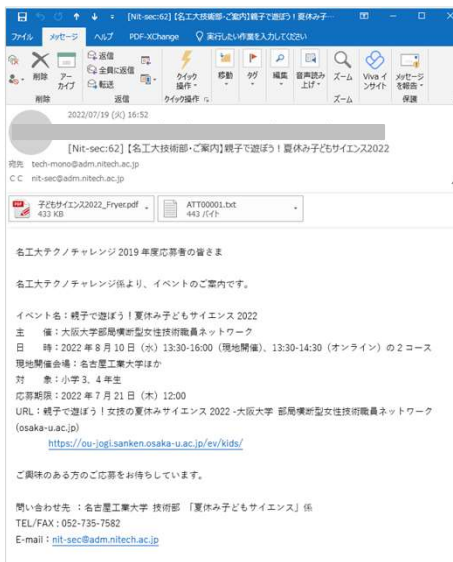 [Nit-sec:62] 【名工大技術部・ご案内】親子で遊ぼう！夏休み子…
ファイル メッセージ ヘルプ PDF-XChange 実行したい作業を入力してください
削除 アーカイブ 返信 全員に返信 転送 クイック操作 移動 タグ 編集 音声読み上げ ズーム Viva インサイト メッセージを報告
削除 返信 クイック操作 ズーム 保護
2022/07/19 (火) 16:52
[Nit-sec:62] 【名工大技術部・ご案内】親子で遊ぼう！夏休み子どもサイエンス2022
宛先 tech-mono@adm.nitech.ac.jp
CC nit-sec@adm.nitech.ac.jp
子どもサイエンス2022_Fryer.pdf ATT00001.txt
433 KB 443 バイト
名工大テクノチャレンジ 2019 年度応募者の皆さま
名工大テクノチャレンジ係より、イベントのご案内です。
イベント名：親子で遊ぼう！夏休み子どもサイエンス 2022
主　　催：大阪大学部局横断型女性技術職員ネットワーク
日　　時：2022 年 8 月 10 日（水）13:30-16:00（現地開催）、13:30-14:30（オンライン）の 2 コース
現地開催会場：名古屋工業大学ほか
対　　象：小学 3、4 年生
応募期限：2022 年 7 月 21 日（木）12:00
URL：親子で遊ぼう！女技の夏休みサイエンス 2022 -大阪大学 部局横断型女性技術職員ネットワーク
(osaka-u.ac.jp)
https://ou-jogi.sanken.osaka-u.ac.jp/ev/kids/
ご興味のある方のご応募をお待ちしています。
問い合わせ先 ：名古屋工業大学 技術部 「夏休み子どもサイエンス」係
TEL/FAX：052-735-7582
E-mail：nit-sec@adm.nitech.ac.jp